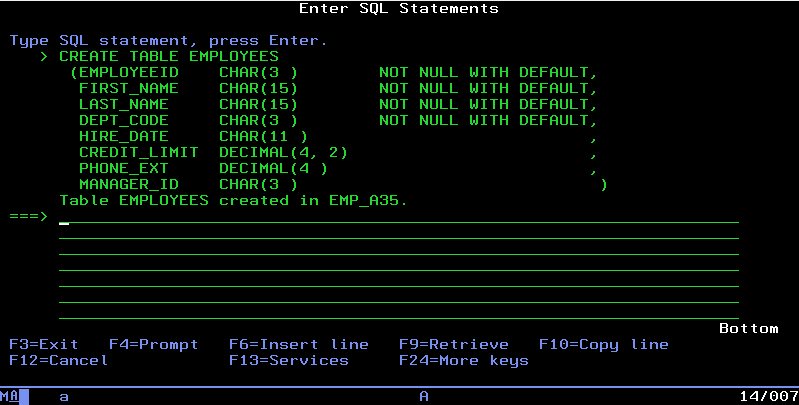 Enter SQL Statements
Type SQL statement, press Enter.
> CREATE TABLE EMPLOYEES
(EMPLOYEEID CHAR(3 ) NOT NULL WITH DEFAULT,
FIRST_NAME CHAR(15) NOT NULL WITH DEFAULT,
LAST_NAME CHAR(15) NOT NULL WITH DEFAULT,
DEPT_CODE CHAR(3 ) NOT NULL WITH DEFAULT,
HIRE_DATE CHAR(11 ) ,
CREDIT_LIMIT DECIMAL(4, 2) ,
PHONE_EXT DECIMAL(4 ) ,
MANAGER_ID CHAR(3 ) )
Table EMPLOYEES created in EMP_A35.
===>
Bottom
F3=Exit F4=Prompt F6=Insert line F9=Retrieve F10=Copy line
F12=Cancel F13=Services F24=More keys
MA a A 14/007